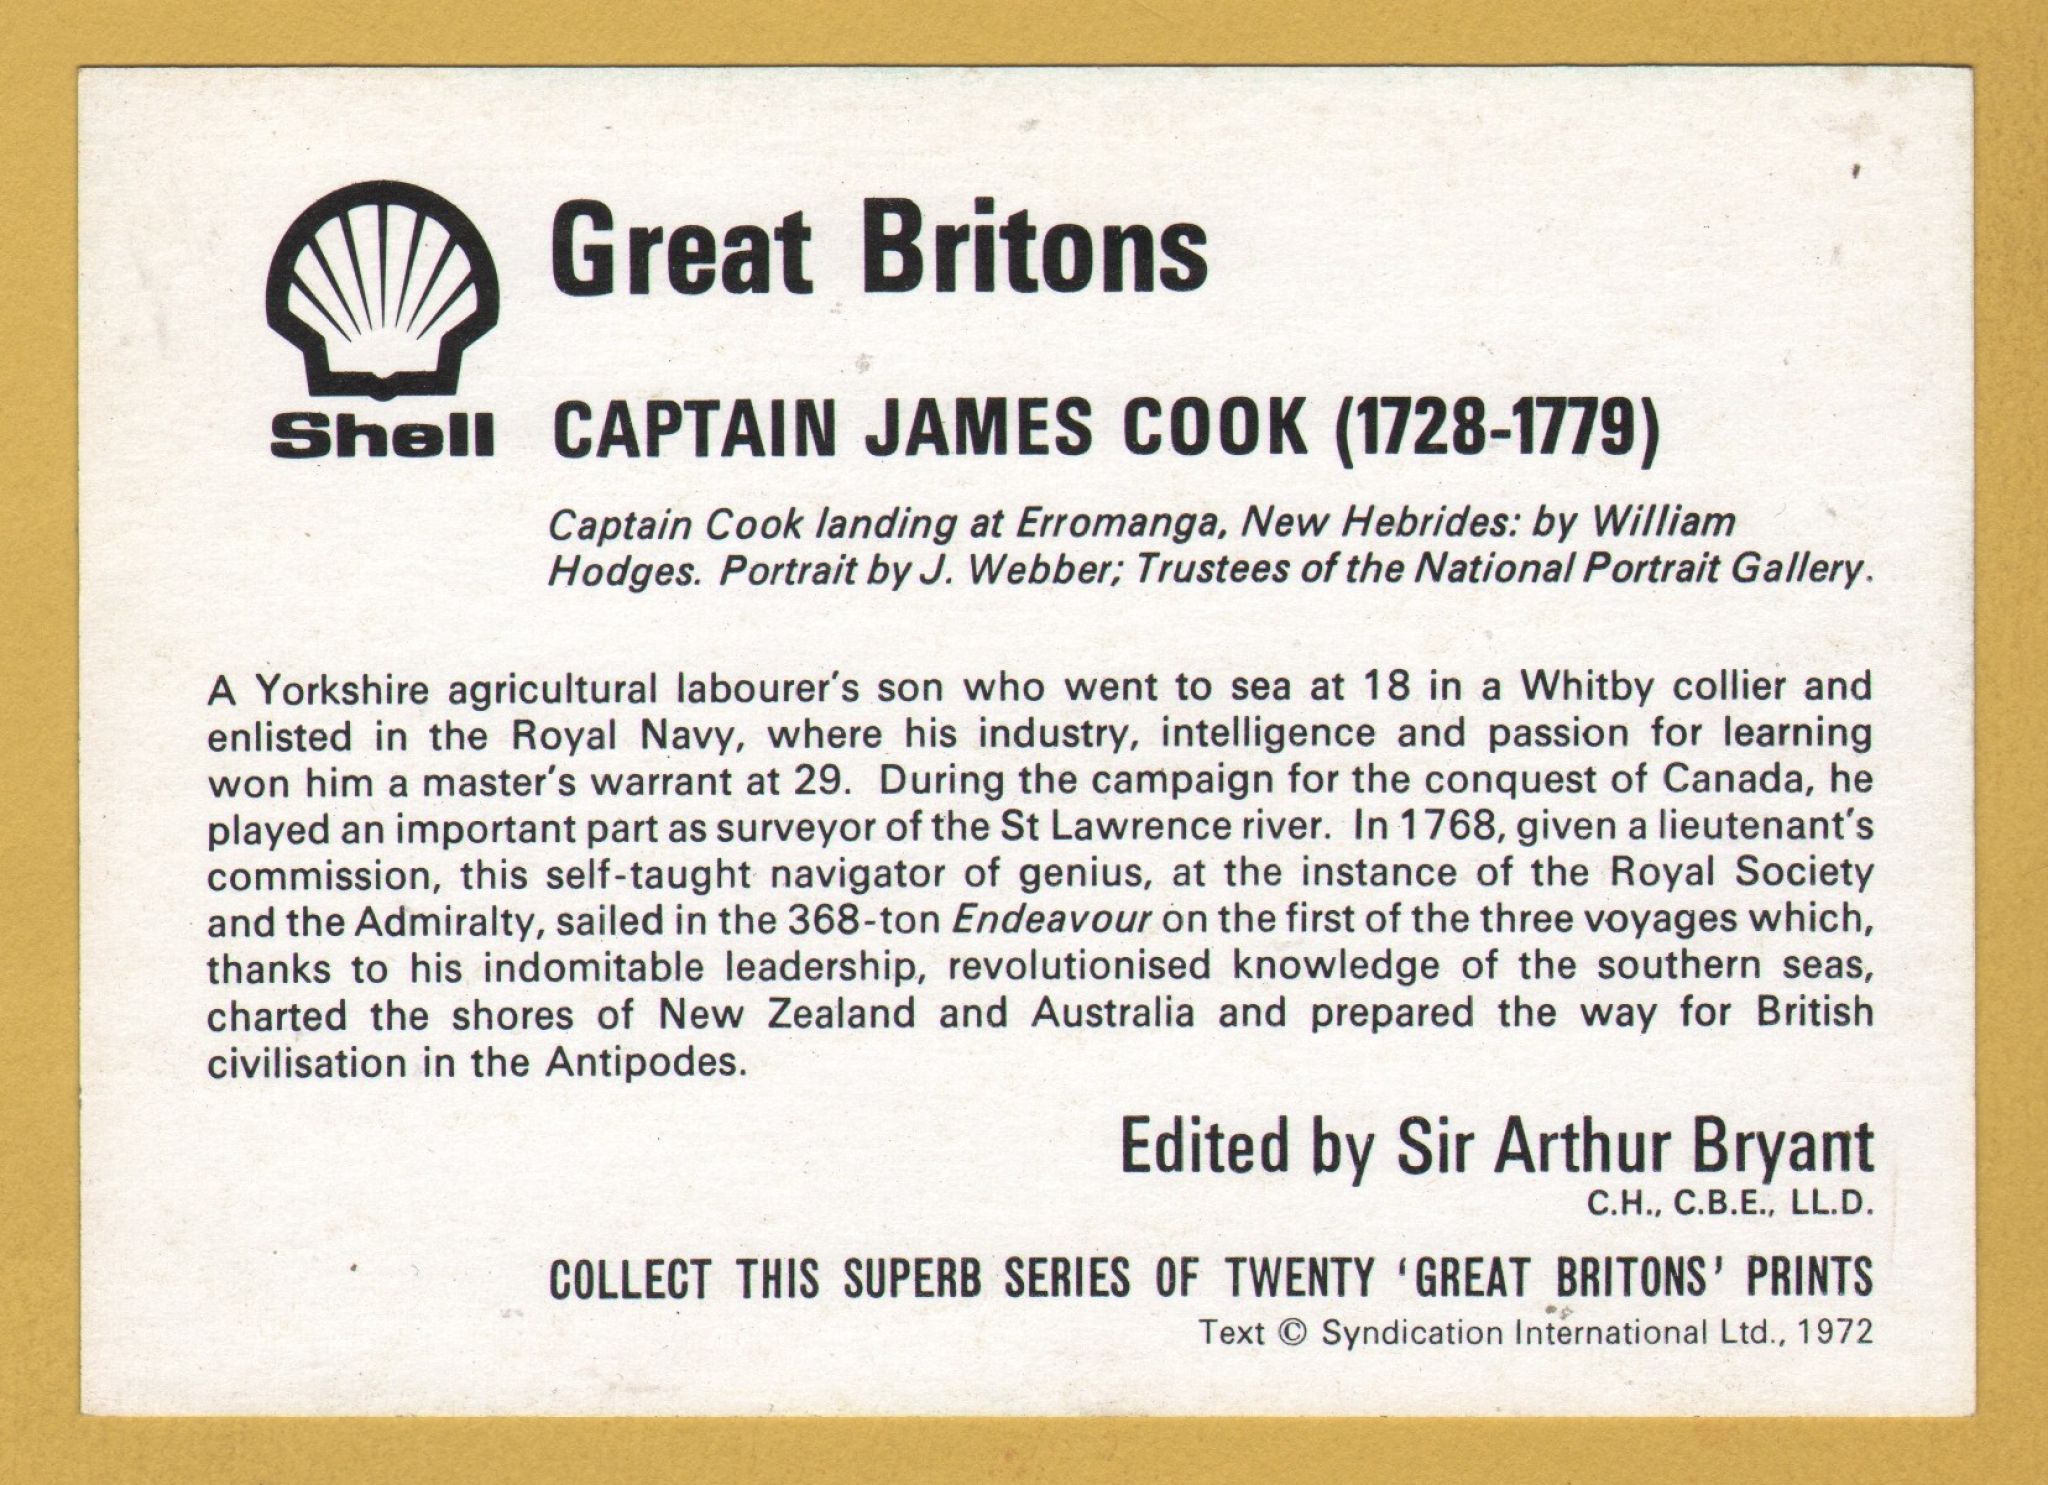 Great Britons
Shell
CAPTAIN JAMES COOK (1728-1779)
Captain Cook landing at Erromanga, New Hebrides: by William
Hodges. Portrait by J. Webber; Trustees of the National Portrait Gallery.
A Yorkshire agricultural labourer's son who went to sea at 18 in a Whitby collier and
enlisted in the Royal Navy, where his industry, intelligence and passion for learning
won him a master's warrant at 29. During the campaign for the conquest of Canada, he
played an important part as surveyor of the St Lawrence river. In 1768, given a lieutenant's
commission, this self-taught navigator of genius, at the instance of the Royal Society
and the Admiralty, sailed in the 368-ton Endeavour on the first of the three voyages which,
thanks to his indomitable leadership, revolutionised knowledge of the southern seas,
charted the shores of New Zealand and Australia and prepared the way for British
civilisation in the Antipodes.
Edited by Sir Arthur Bryant
C.H., C.B.E., LL.D.
COLLECT THIS SUPERB SERIES OF TWENTY 'GREAT BRITONS' PRINTS
Text © Syndication International Ltd., 1972